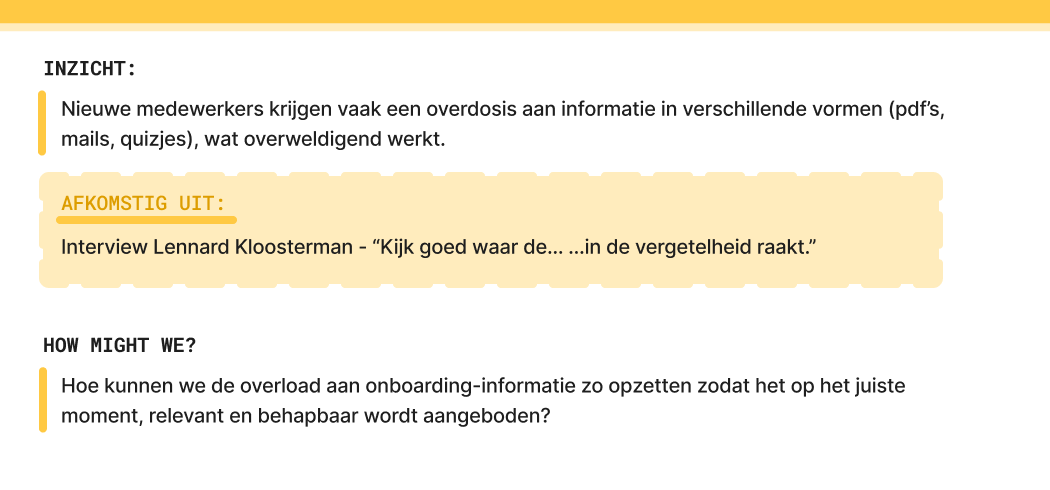 INZICHT:
Nieuwe medewerkers krijgen vaak een overdosis aan informatie in verschillende vormen (pdf’s,
mails, quizjes), wat overweldigend werkt.
AFKOMSTIG UIT:
Interview Lennard Kloosterman - “Kijk goed waar de... ...in de vergetelheid raakt.”
HOW MIGHT WE?
Hoe kunnen we de overload aan onboarding-informatie zo opzetten zodat het op het juiste
moment, relevant en behapbaar wordt aangeboden?